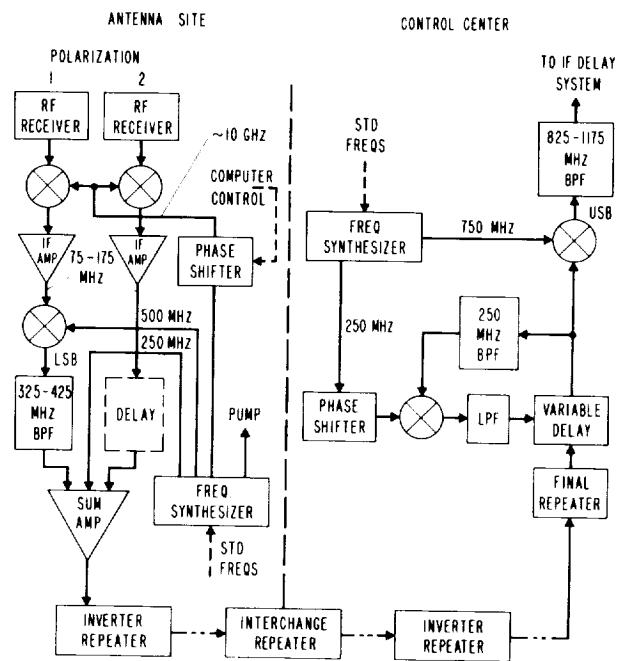 ANTENNA SITE
CONTROL CENTER
POLARIZATION
1
2
RF
RECEIVER
RF
RECEIVER
~10 GHZ
COMPUTER
CONTROL
IF
AMP
IF
AMP
75-175
MHZ
PHASE
SHIFTER
500 MHZ
250 MHZ
LSB
325-425
MHZ
BPF
DELAY
PUMP
SUM
AMP
FREQ
SYNTHESIZER
STD
FREQS
INVERTER
REPEATER
INTERCHANGE
REPEATER
INVERTER
REPEATER
TO IF DELAY
SYSTEM
825-1175
MHZ
BPF
USB
STD
FREQS
FREQ
SYNTHESIZER
750 MHZ
250 MHZ
250
MHZ
BPF
PHASE
SHIFTER
LPF
VARIABLE
DELAY
FINAL
REPEATER